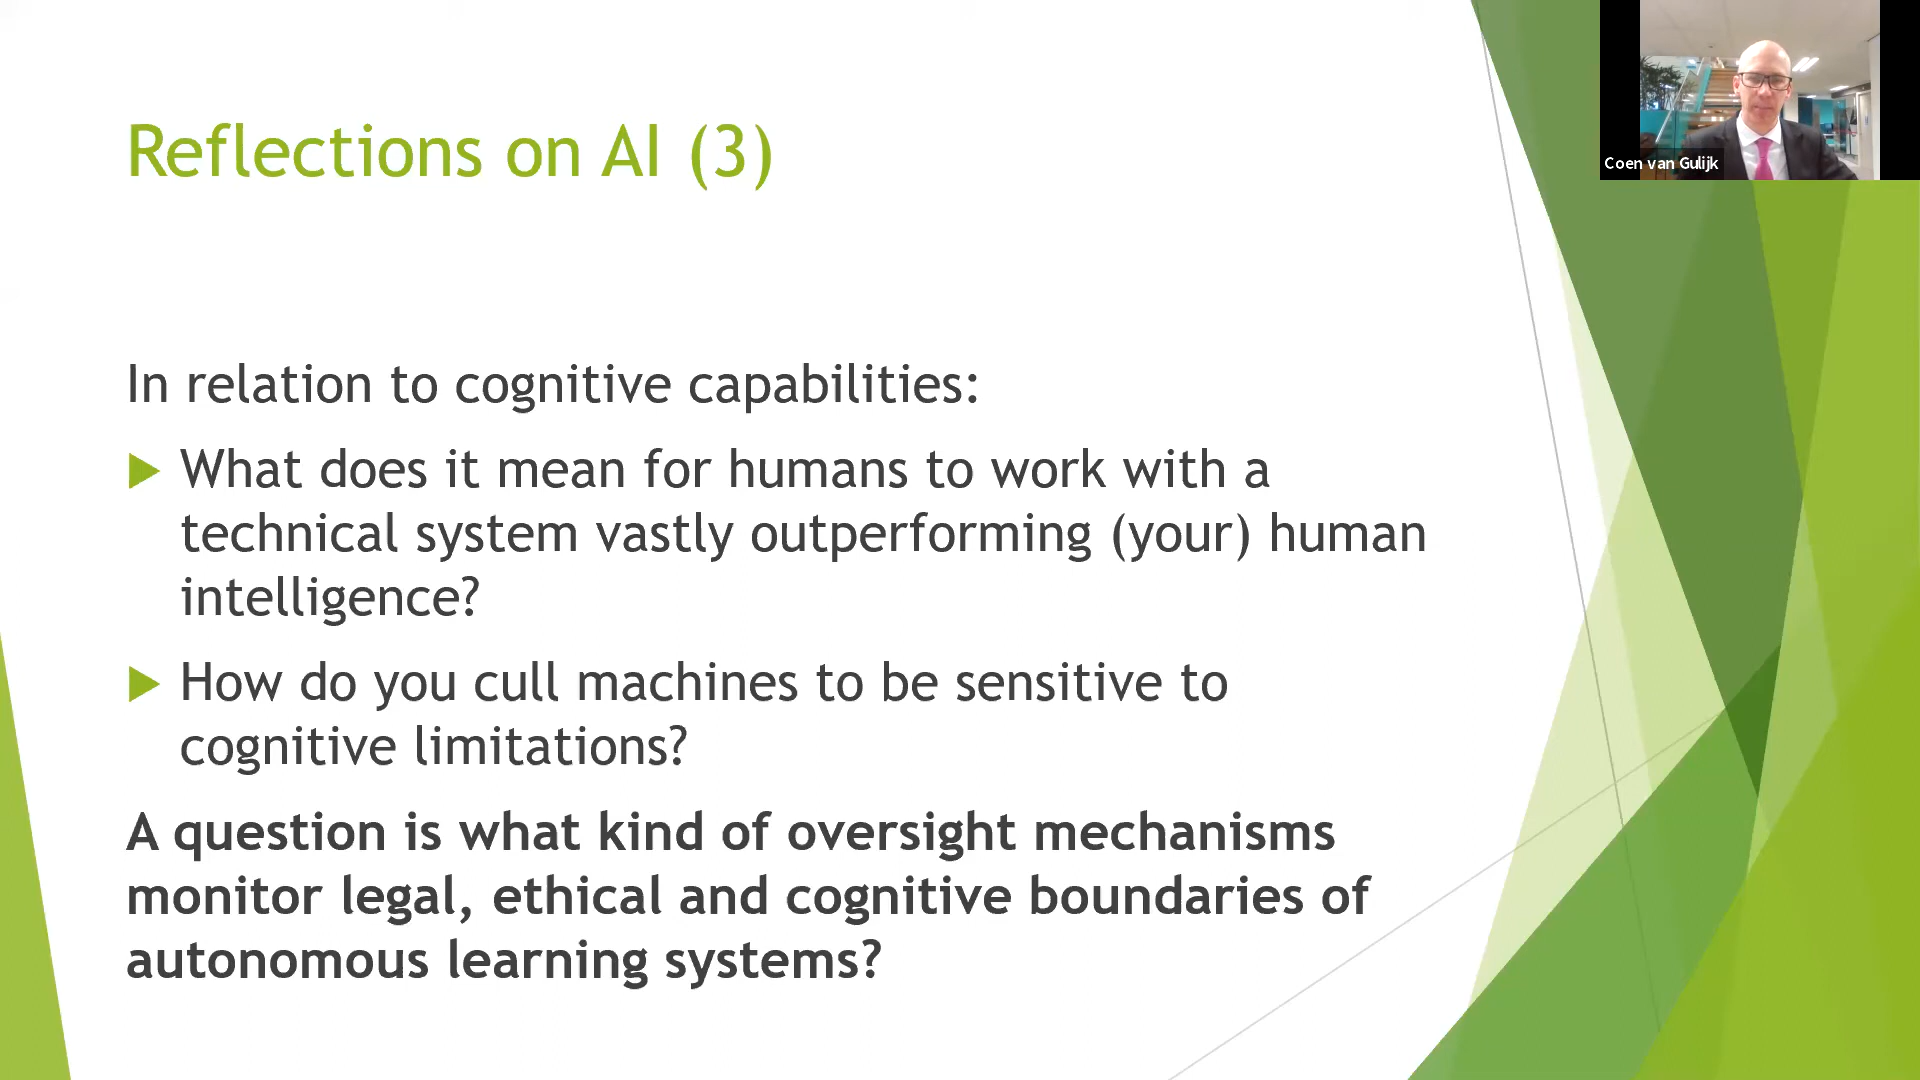 Reflections on AI (3)
Coen van Gulijk
In relation to cognitive capabilities:
What does it mean for humans to work with a
technical system vastly outperforming (your) human
intelligence?
How do you cull machines to be sensitive to
cognitive limitations?
A question is what kind of oversight mechanisms
monitor legal, ethical and cognitive boundaries of
autonomous learning systems?